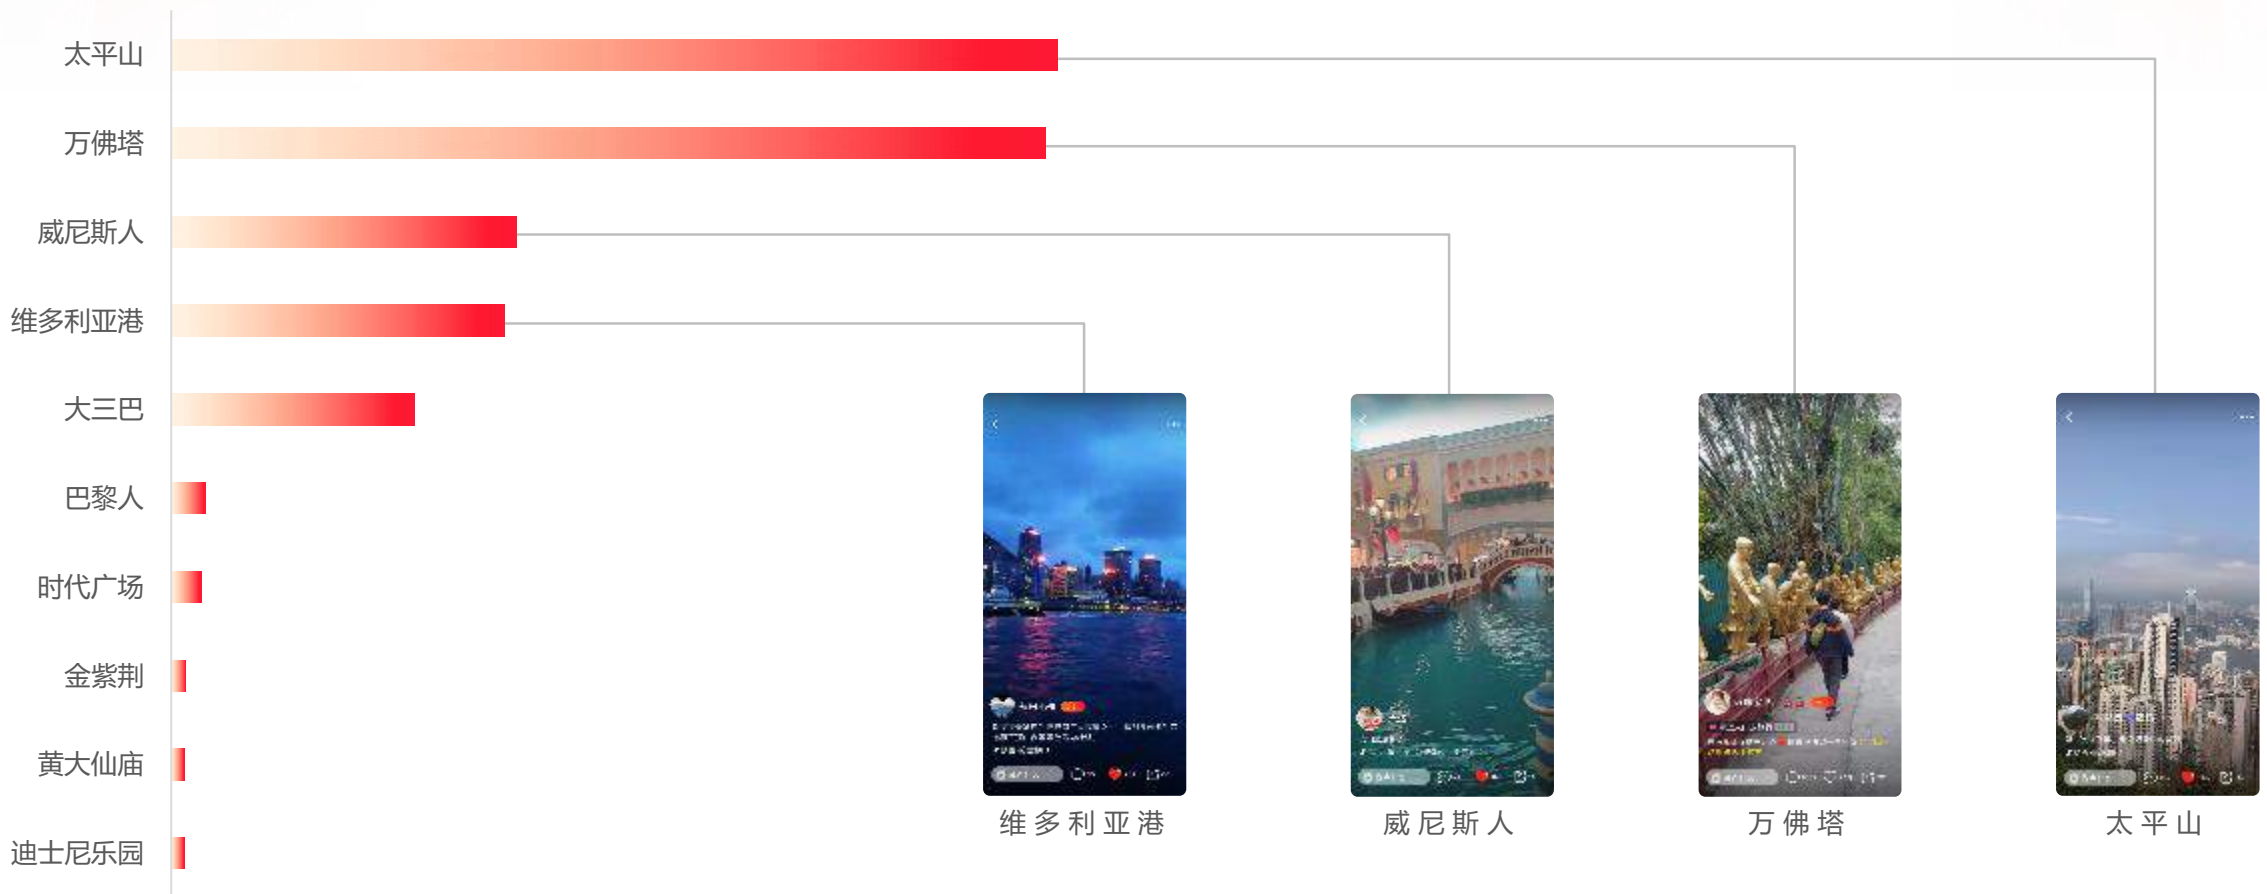 太平山
万佛塔
威尼斯人
维多利亚港
大三巴
巴黎人
时代广场
金紫荆
黄大仙庙
迪士尼乐园
维多利亚港
威尼斯人
万佛塔
太平山